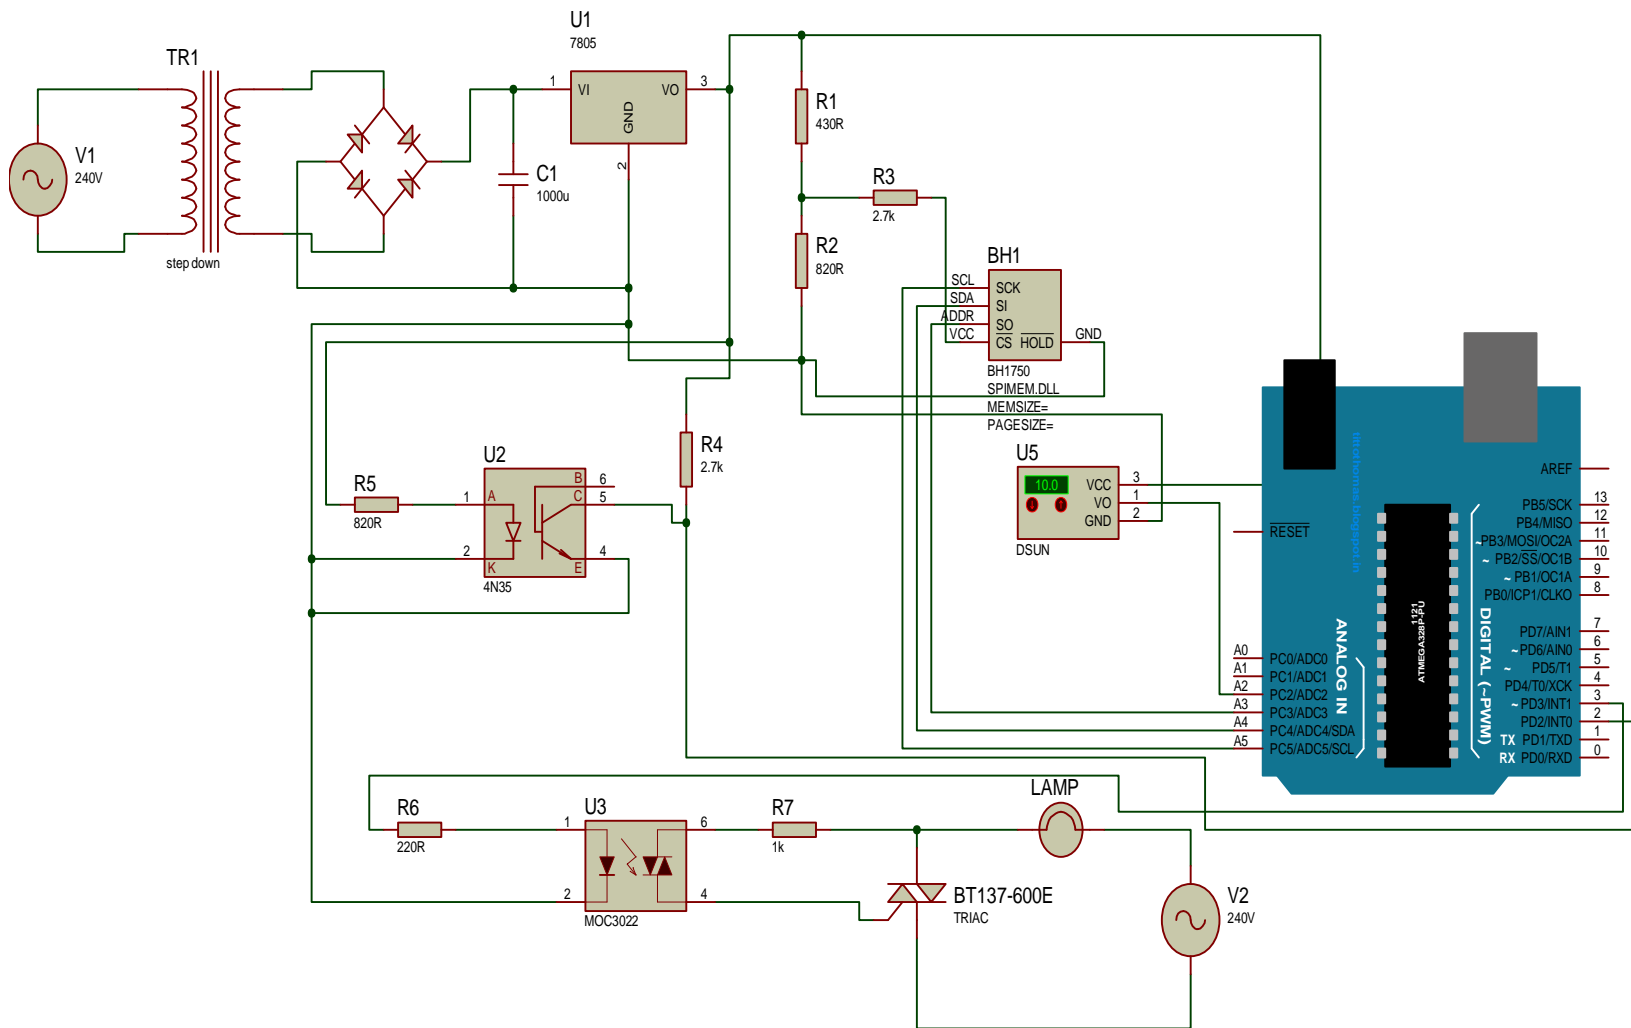 TR1
step down
V1
240V
U1
7805
1
VI
VO
3
GND
2
C1
1000u
R1
430R
R3
2.7k
R2
820R
BH1
SCL
SCK
SDA
SI
ADDR
SO
VCC
CS
HOLD
GND
BH1750
SPIMEM.DLL
MEMSIZE=
PAGESIZE=
R4
2.7k
U2
R5
820R
1
A
B
6
C
5
2
K
E
4
4N35
U5
10.0
VCC
3
VO
1
GND
2
DSUN
AREF
RESET
PB5/SCK
13
PB4/MISO
12
~PB3/MOSI/OC2A
11
~ PB2/SS/OC1B
10
~ PB1/OC1A
9
PB0/ICP1/CLKO
8
PD7/AIN1
7
~PD6/AIN0
6
~ PD5/T1
5
PD4/T0/XCK
4
~ PD3/INT1
3
PD2/INT0
2
TX PD1/TXD
1
RX PD0/RXD
0
1121
ATMEGA328P-PU
DIGITAL (~PWM)
ANALOG IN
A0
PC0/ADC0
A1
PC1/ADC1
A2
PC2/ADC2
A3
PC3/ADC3
A4
PC4/ADC4/SDA
A5
PC5/ADC5/SCL
R6
220R
U3
1
6
2
4
MOC3022
R7
1k
LAMP
BT137-600E
TRIAC
V2
240V